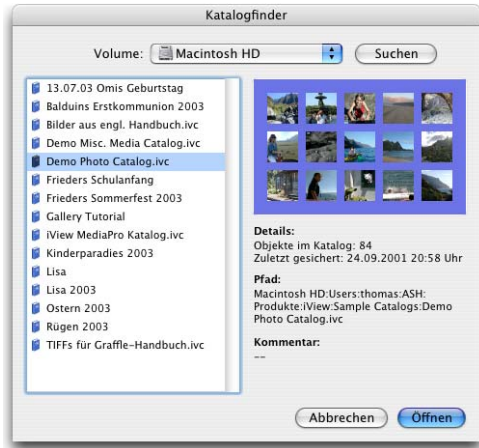 Katalogfinder
Volume: Macintosh HD Suchen
13.07.03 Omis Geburtstag
Balduins Erstkommunion 2003
Bilder aus engl. Handbuch.ivc
Demo Misc. Media Catalog.ivc
Demo Photo Catalog.ivc
Frieders Schulanfang
Frieders Sommerfest 2003
Gallery Tutorial
iView MediaPro Katalog.ivc
Kinderparadies 2003
Lisa
Lisa 2003
Ostern 2003
Rügen 2003
TIFFs für Graffle-Handbuch.ivc
Details:
Objekte im Katalog: 84
Zuletzt gesichert: 24.09.2001 20:58 Uhr
Pfad:
Macintosh HD:Users:thomas:ASH:
Produkte:iView:Sample Catalogs:Demo
Photo Catalog.ivc
Kommentar:
--
Abbrechen Öffnen